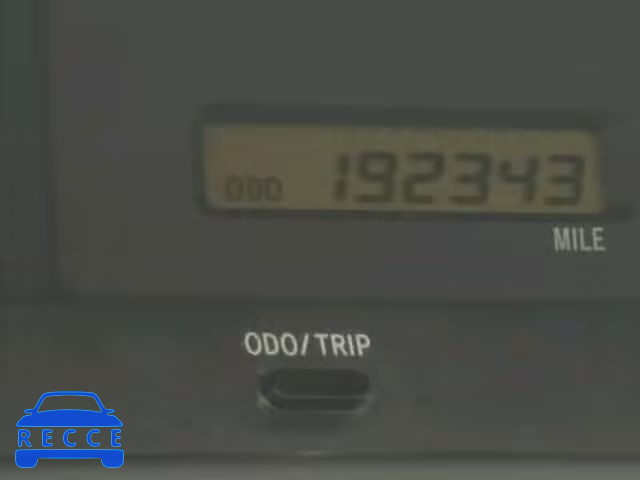 ODO 192343
MILE
ODO/TRIP
RECCE